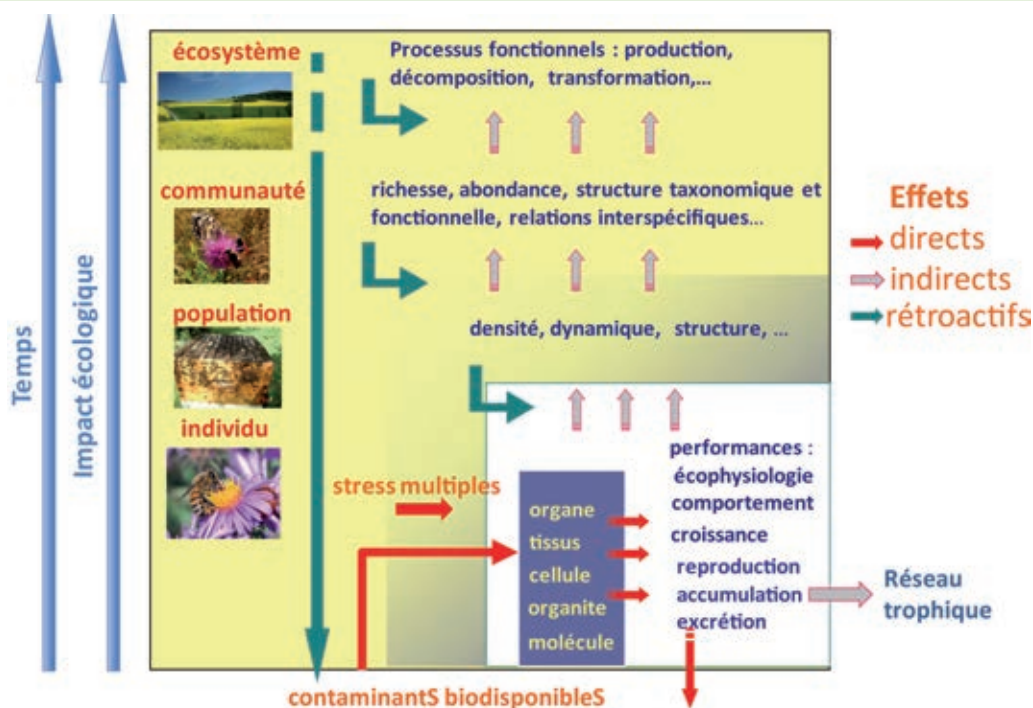 écosystème
Processus fonctionnels : production,
décomposition, transformation,...
communauté
richesse, abondance, structure taxonomique et
fonctionnelle, relations interspécifiques...
population
densité, dynamique, structure, ...
individu
stress multiples
organe
tissus
cellule
organite
molécule
performances :
écophysiologie
comportement
croissance
reproduction
accumulation
excrétion
Réseau
trophique
contaminantS biodisponibleS
Temps
Impact écologique
Effets
directs
indirects
rétroactifs